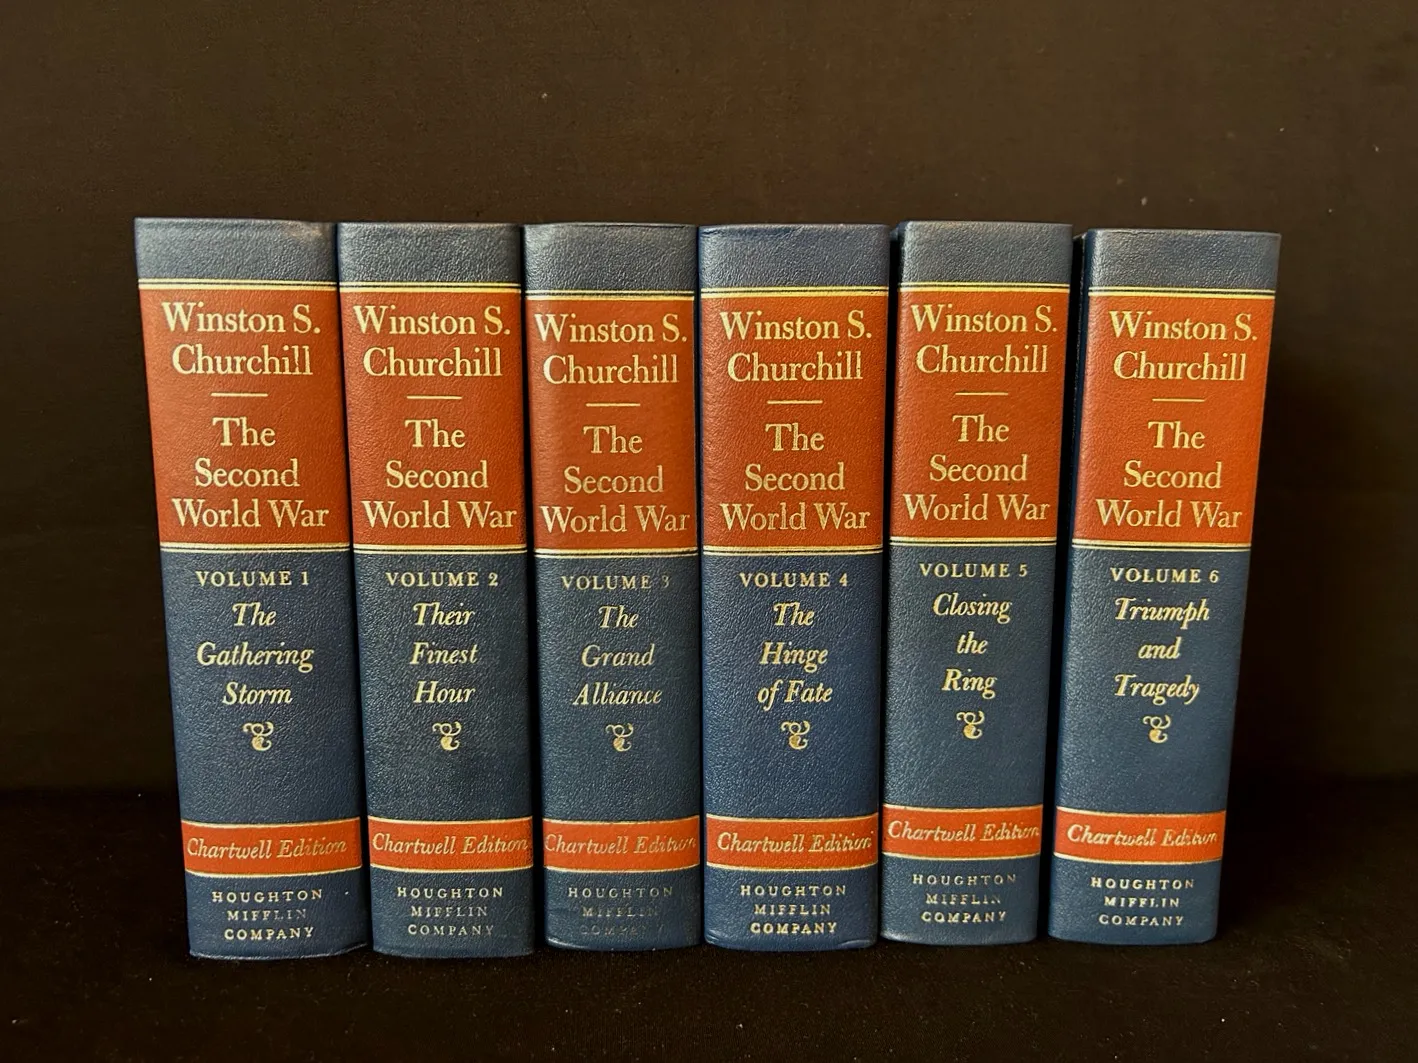 Winston S.
Churchill
The
Second
World War
VOLUME 1
The
Gathering
Storm
Chartwell Edition
HOUGHTON
MIFFLIN
COMPANY
Winston S.
Churchill
The
Second
World War
VOLUME 2
Their
Finest
Hour
Chartwell Edition
HOUGHTON
MIFFLIN
COMPANY
Winston S.
Churchill
The
Second
World War
VOLUME 3
The
Grand
Alliance
Chartwell Edition
HOUGHTON
MIFFLIN
COMPANY
Winston S.
Churchill
The
Second
World War
VOLUME 4
The
Hinge
of Fate
Chartwell Edition
HOUGHTON
MIFFLIN
COMPANY
Winston S.
Churchill
The
Second
World War
VOLUME 5
Closing
the
Ring
Chartwell Edition
HOUGHTON
MIFFLIN
COMPANY
Winston S.
Churchill
The
Second
World War
VOLUME 6
Triumph
and
Tragedy
Chartwell Edition
HOUGHTON
MIFFLIN
COMPANY